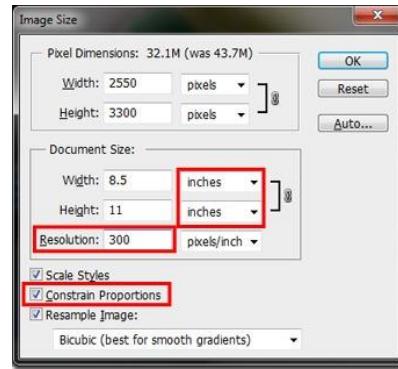 Image Size
Pixel Dimensions: 32.1M (was 43.7M)
Width: 2550 pixels
Height: 3300 pixels
OK
Reset
Auto...
Document Size:
Width: 8.5 inches
Height: 11 inches
Resolution: 300 pixels/inch
Scale Styles
Constrain Proportions
Resample Image:
Bicubic (best for smooth gradients)